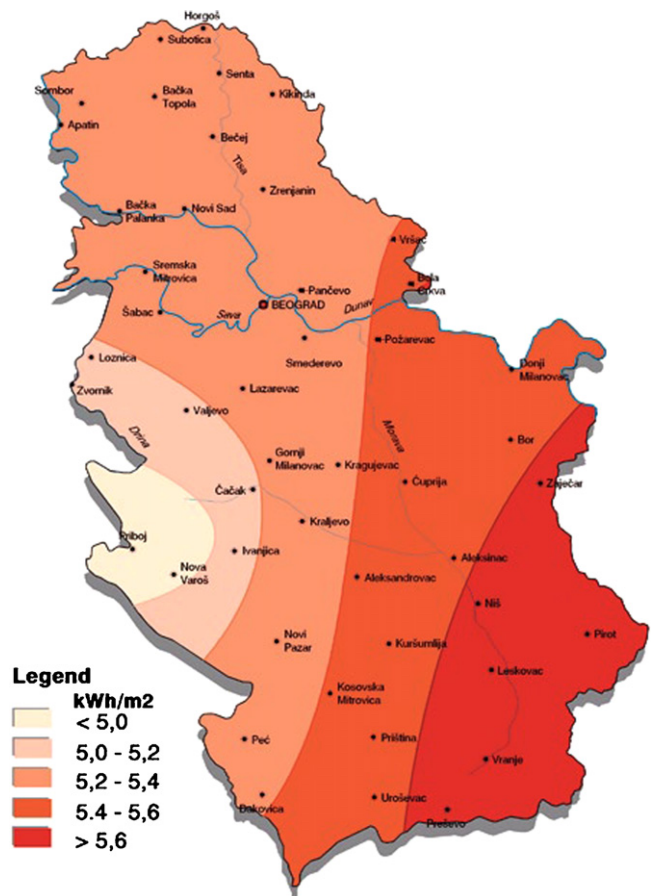 Horgoš
Subotica
Senta
Sombor
Bačka
Topola
Kikinda
Apatin
Bečej
Tisa
Zrenjanin
Bačka
Palanka
Novi Sad
Vršac
Sremska
Mitrovica
Bela
Crkva
Pančevo
BEOGRAD
Dunav
Šabac
Sava
Požarevac
Smederevo
Loznica
Donji
Milanovac
Zvornik
Lazarevac
Valjevo
Drina
Morava
Bor
Gornji
Milanovac
Kragujevac
Čačak
Ćuprija
Zaječar
Kraljevo
Priboj
Ivanjica
Aleksinac
Nova
Varoš
Aleksandrovac
Niš
Novi
Pazar
Kuršumlija
Pirot
Leskovac
Kosovska
Mitrovica
Peć
Priština
Vranje
Đakovica
Uroševac
Preševo
Legend
kWh/m2
< 5,0
5,0 - 5,2
5,2 - 5,4
5.4 - 5,6
> 5,6